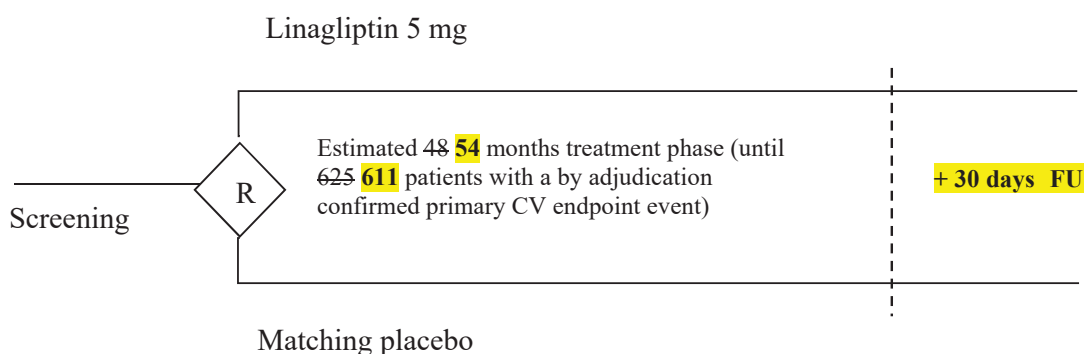 Linagliptin 5 mg
Estimated 48 54 months treatment phase (until
625 611 patients with a by adjudication
confirmed primary CV endpoint event)
+ 30 days FU
R
Screening
Matching placebo